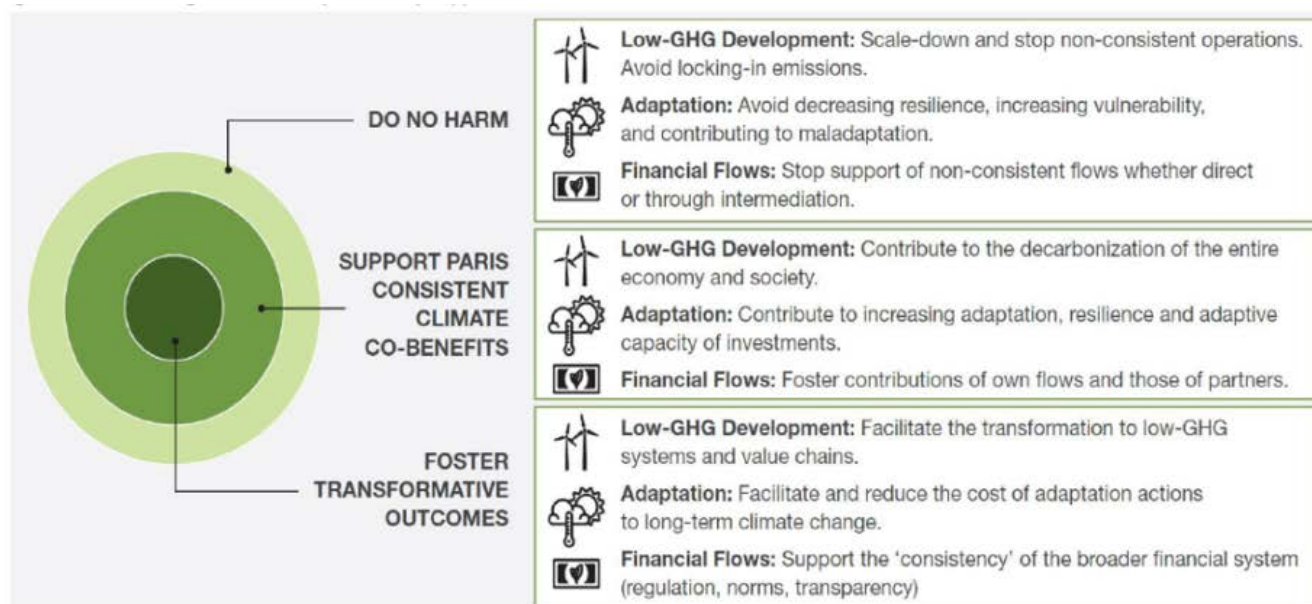 DO NO HARM
Low-GHG Development: Scale-down and stop non-consistent operations.
Avoid locking-in emissions.
Adaptation: Avoid decreasing resilience, increasing vulnerability,
and contributing to maladaptation.
Financial Flows: Stop support of non-consistent flows whether direct
or through intermediation.
SUPPORT PARIS
CONSISTENT
CLIMATE
CO-BENEFITS
Low-GHG Development: Contribute to the decarbonization of the entire
economy and society.
Adaptation: Contribute to increasing adaptation, resilience and adaptive
capacity of investments.
Financial Flows: Foster contributions of own flows and those of partners.
FOSTER
TRANSFORMATIVE
OUTCOMES
Low-GHG Development: Facilitate the transformation to low-GHG
systems and value chains.
Adaptation: Facilitate and reduce the cost of adaptation actions
to long-term climate change.
Financial Flows: Support the ‘consistency’ of the broader financial system
(regulation, norms, transparency)